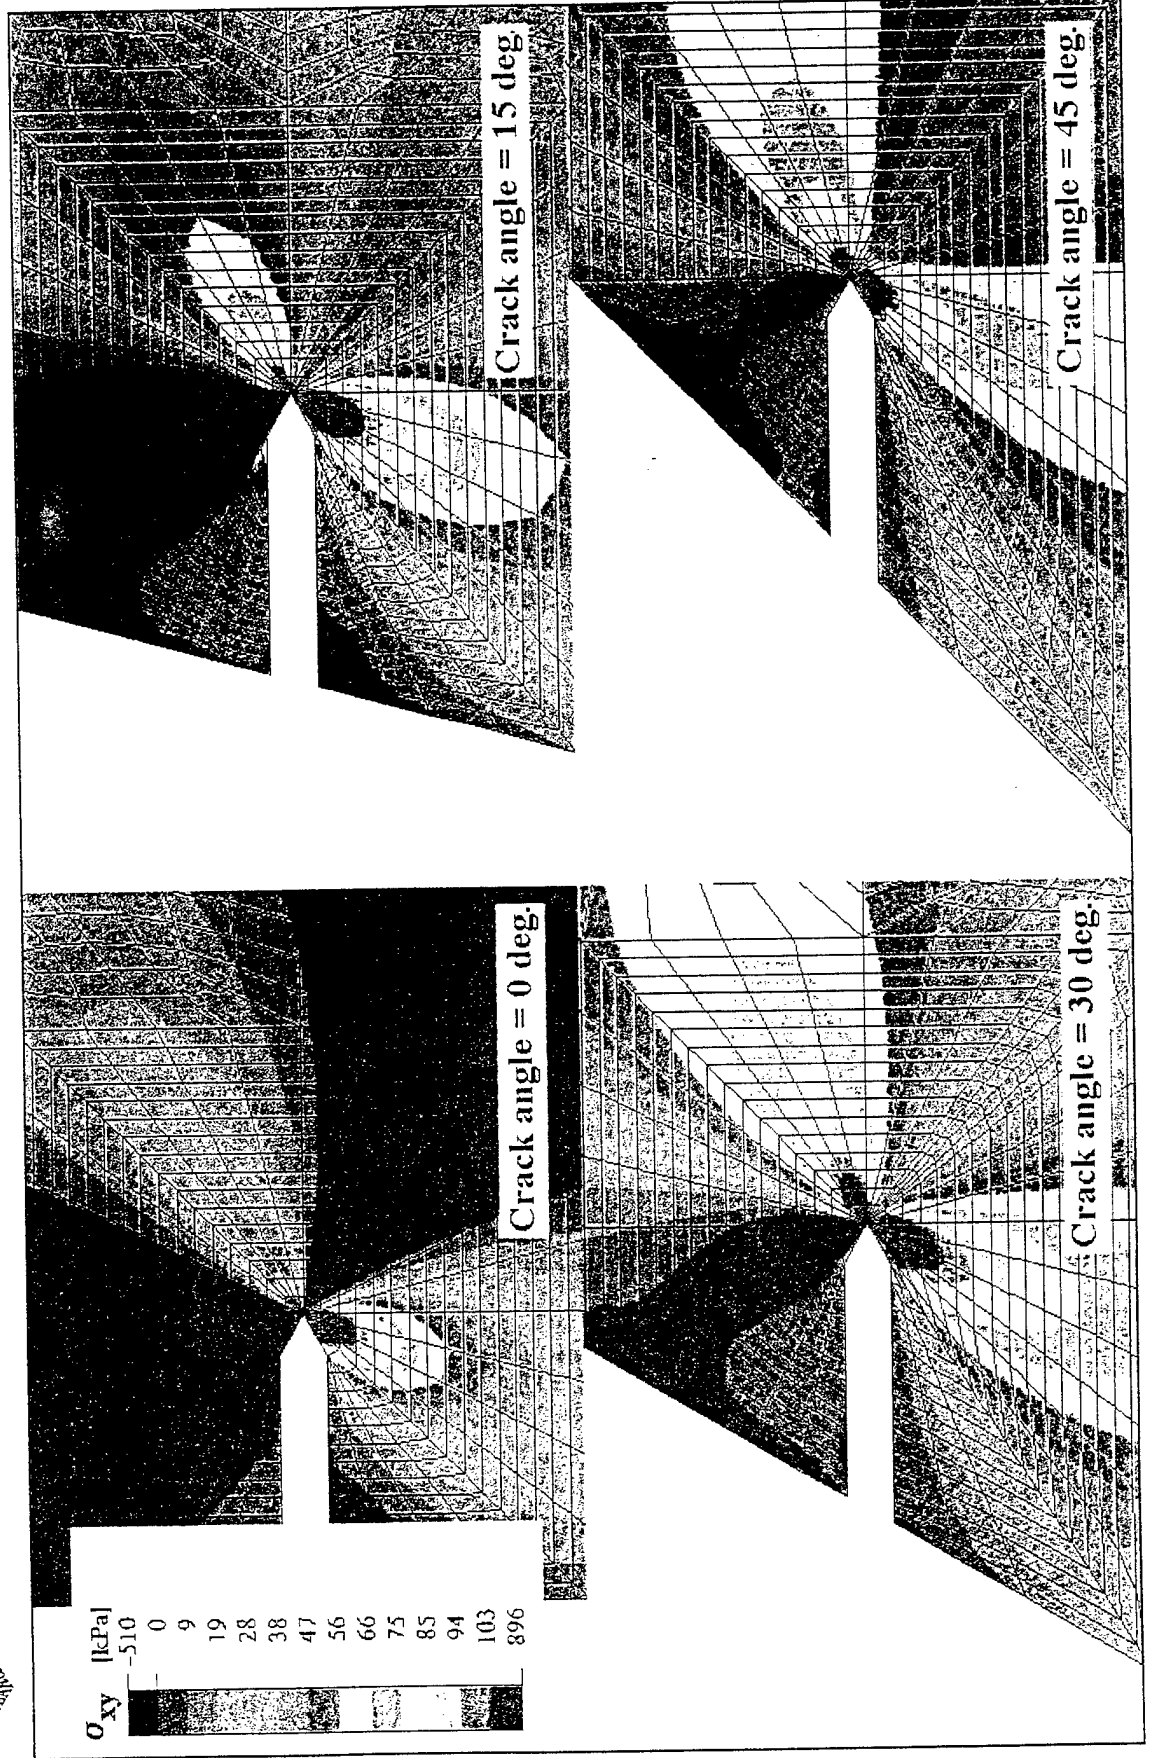 σxy [kPa]
-510
0
9
19
28
38
47
56
66
75
85
94
103
896
Crack angle = 0 deg.
Crack angle = 15 deg.
Crack angle = 30 deg.
Crack angle = 45 deg.